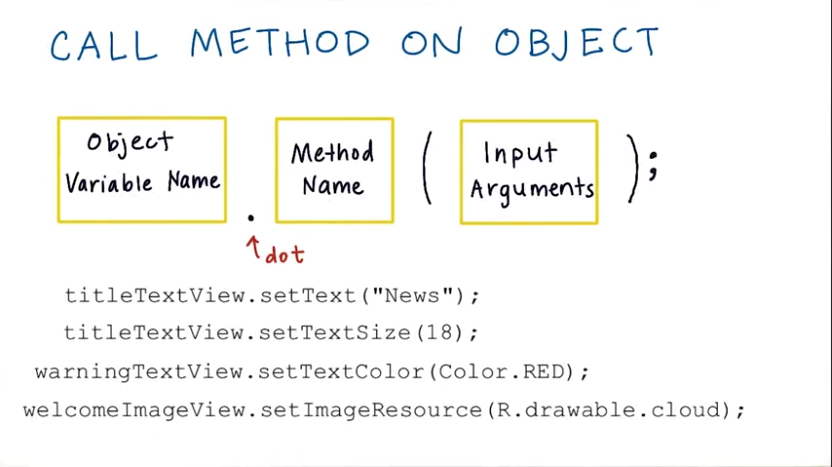 CALL METHOD ON OBJECT
Object Method ( Input );
Variable Name . Name Arguments
↑ dot
titleTextView.setText("News");
titleTextView.setTextSize(18);
warningTextView.setTextColor(Color.RED);
welcomeImageView.setImageResource(R.drawable.cloud);